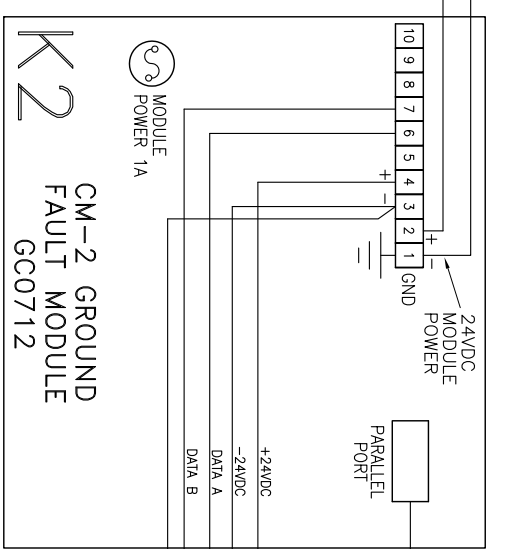 10
9
8
7
6
5
4
3
2
1
+
-
+
-
GND
24VDC
MODULE
POWER
MODULE
POWER 1A
K2
CM-2 GROUND
FAULT MODULE
GC0712
PARALLEL
PORT
+24VDC
-24VDC
DATA A
DATA B